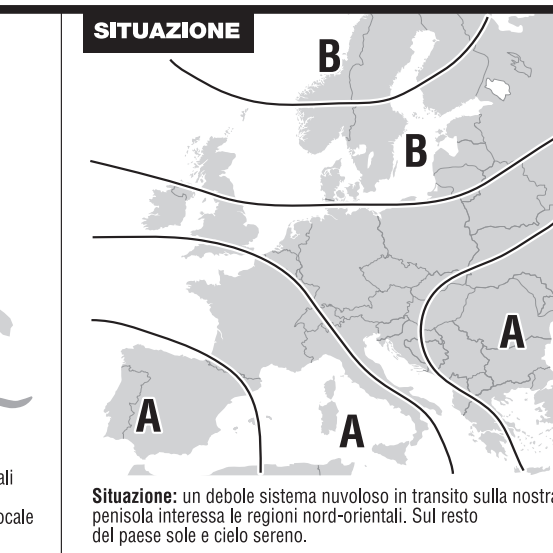 SITUAZIONE
B
B
A
A
A
ali
ocale
Situazione: un debole sistema nuvoloso in transito sulla nostra
penisola interessa le regioni nord-orientali. Sul resto
del paese sole e cielo sereno.